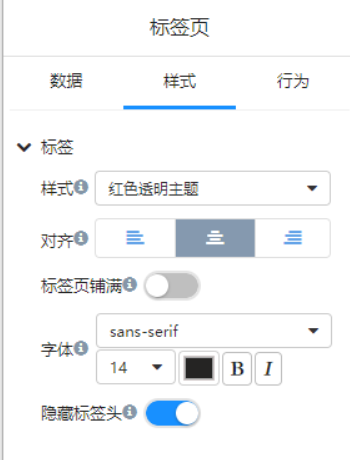 标签页
数据 样式 行为
标签
样式 红色透明主题
对齐
标签页铺满
sans-serif
字体
14 B I
隐藏标签头